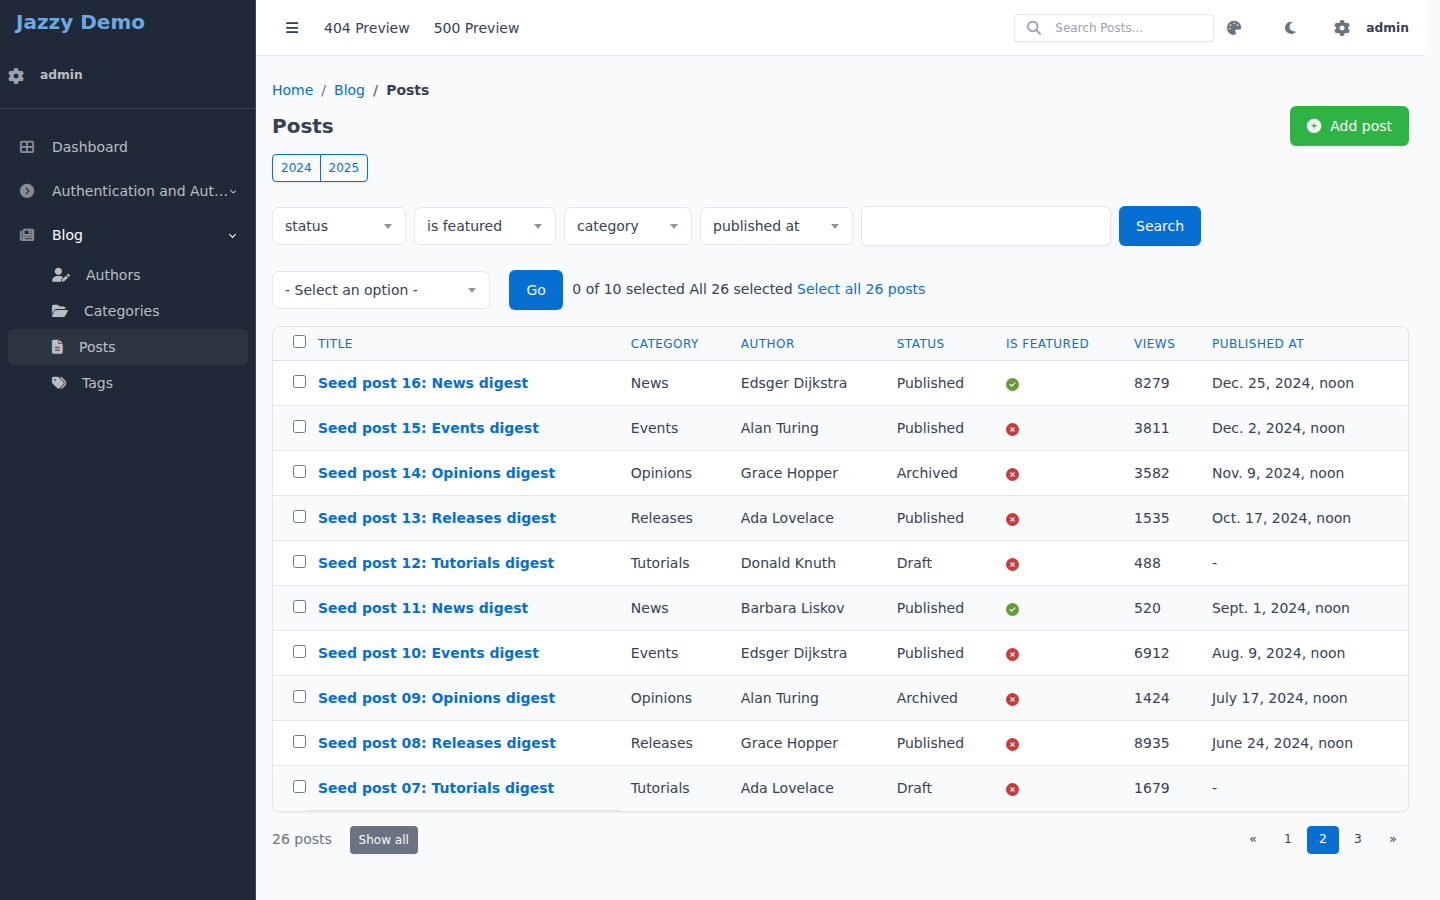 Jazzy Demo
404 Preview 500 Preview Search Posts... admin
admin
Dashboard
Authentication and Aut...
Blog
Authors
Categories
Posts
Tags
Home / Blog / Posts
Posts
Add post
2024 2025
status is featured category published at Search
- Select an option - Go 0 of 10 selected All 26 selected Select all 26 posts
TITLE CATEGORY AUTHOR STATUS IS FEATURED VIEWS PUBLISHED AT
Seed post 16: News digest News Edsger Dijkstra Published 8279 Dec. 25, 2024, noon
Seed post 15: Events digest Events Alan Turing Published 3811 Dec. 2, 2024, noon
Seed post 14: Opinions digest Opinions Grace Hopper Archived 3582 Nov. 9, 2024, noon
Seed post 13: Releases digest Releases Ada Lovelace Published 1535 Oct. 17, 2024, noon
Seed post 12: Tutorials digest Tutorials Donald Knuth Draft 488 -
Seed post 11: News digest News Barbara Liskov Published 520 Sept. 1, 2024, noon
Seed post 10: Events digest Events Edsger Dijkstra Published 6912 Aug. 9, 2024, noon
Seed post 09: Opinions digest Opinions Alan Turing Archived 1424 July 17, 2024, noon
Seed post 08: Releases digest Releases Grace Hopper Published 8935 June 24, 2024, noon
Seed post 07: Tutorials digest Tutorials Ada Lovelace Draft 1679 -
26 posts Show all « 1 2 3 »